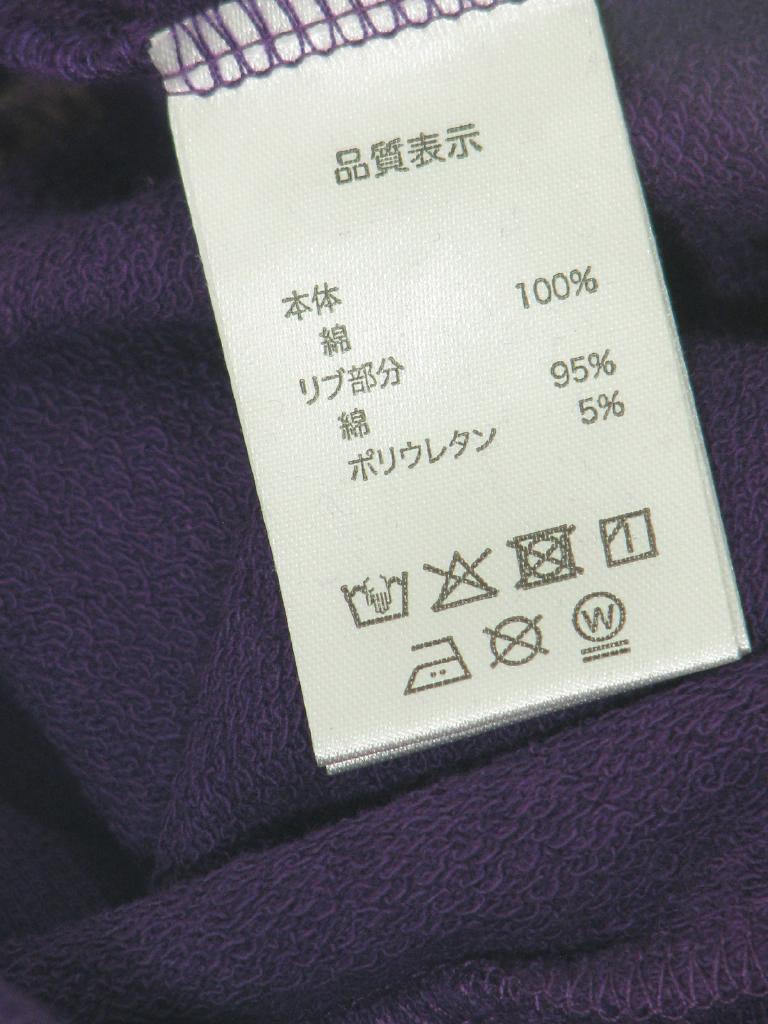 品質表示
本体
綿 100%
リブ部分
綿 95%
ポリウレタン 5%
W